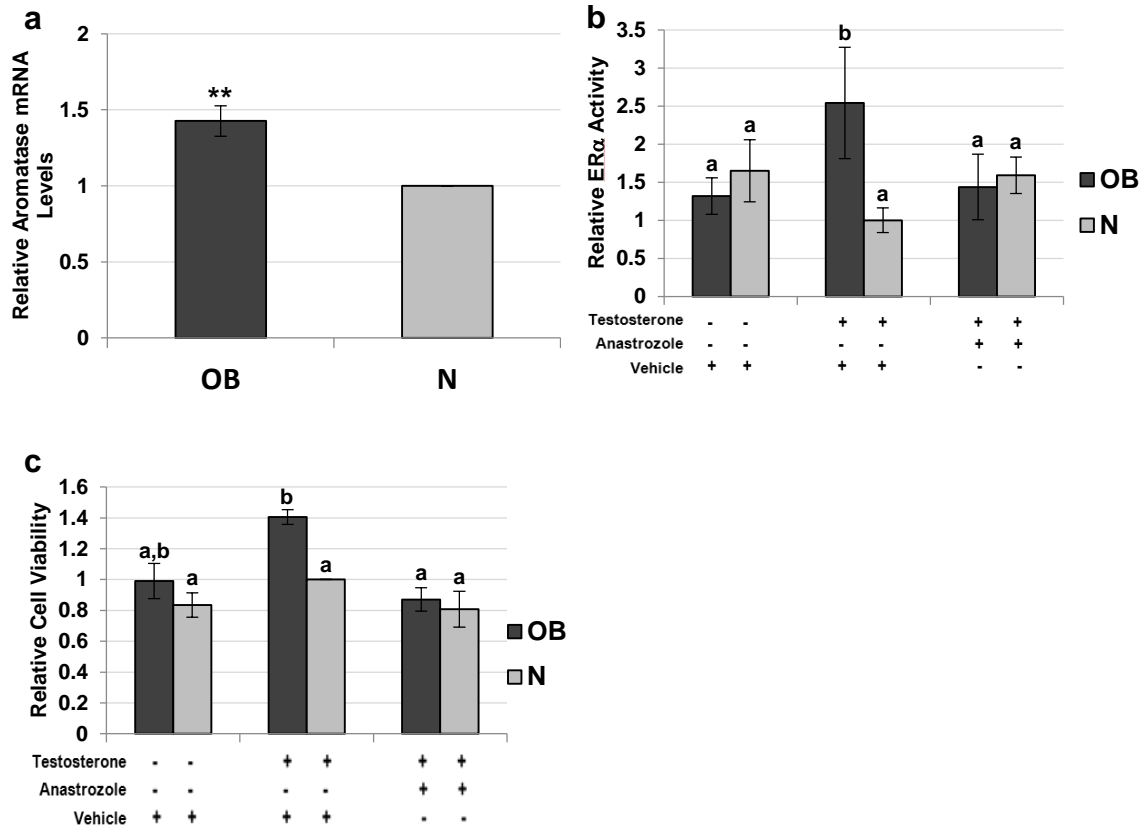 a
Relative Aromatase mRNA
Levels
2
1.5
1
0.5
0
**
OB
N
b
Relative ERα Activity
3.5
3
2.5
2
1.5
1
0.5
0
a
a
b
a
a
a
OB
N
Testosterone - - + + + +
Anastrozole - - - - + +
Vehicle + + + + - -
c
Relative Cell Viability
1.6
1.4
1.2
1
0.8
0.6
0.4
0.2
0
a,b
a
b
a
a
a
OB
N
Testosterone - - + + + +
Anastrozole - - - - + +
Vehicle + + + + - -